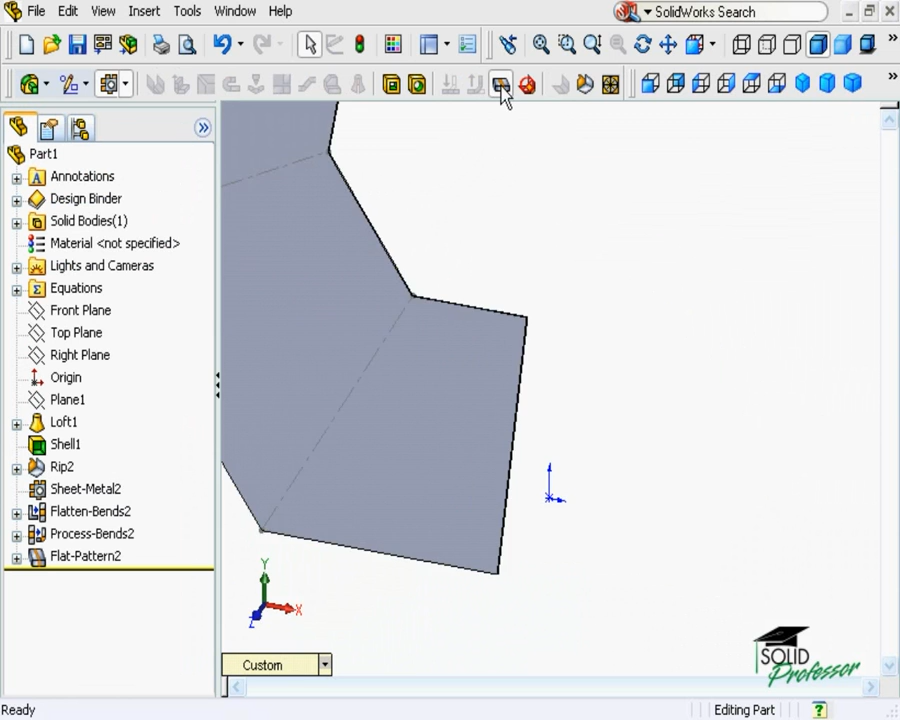 File Edit View Insert Tools Window Help SolidWorks Search
Part1
Annotations
Design Binder
Solid Bodies(1)
Material <not specified>
Lights and Cameras
Equations
Front Plane
Top Plane
Right Plane
Origin
Plane1
Loft1
Shell1
Rip2
Sheet-Metal2
Flatten-Bends2
Process-Bends2
Flat-Pattern2
Y
X
Z
Custom
SOLID
Professor
Ready Editing Part